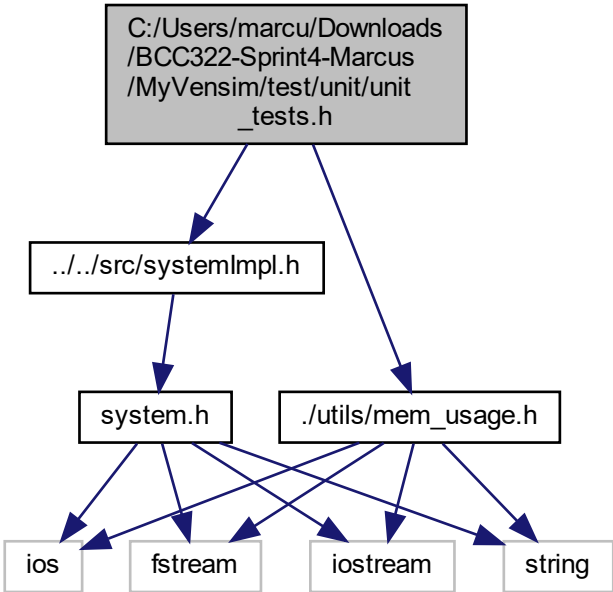 C:/Users/marcu/Downloads
/BCC322-Sprint4-Marcus
/MyVensim/test/unit/unit
_tests.h
../../src/systemImpl.h
system.h
./utils/mem_usage.h
ios
fstream
iostream
string